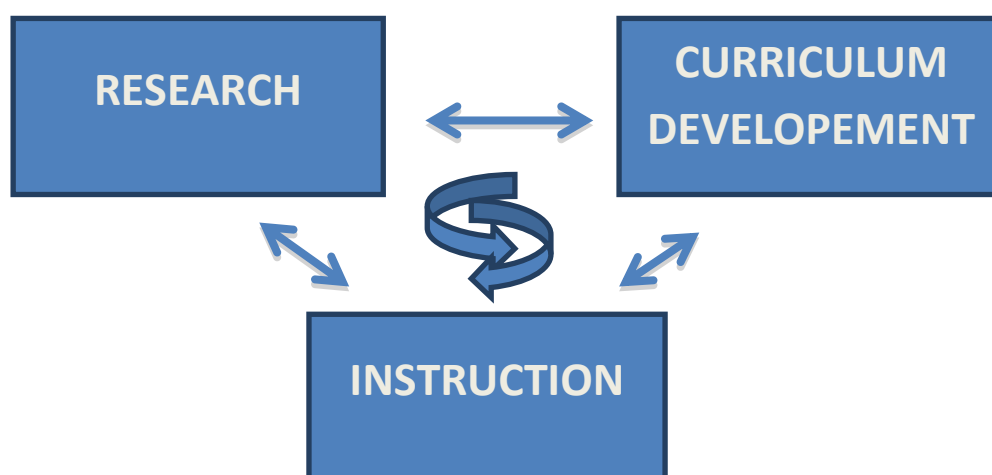 RESEARCH
CURRICULUM
DEVELOPEMENT
INSTRUCTION